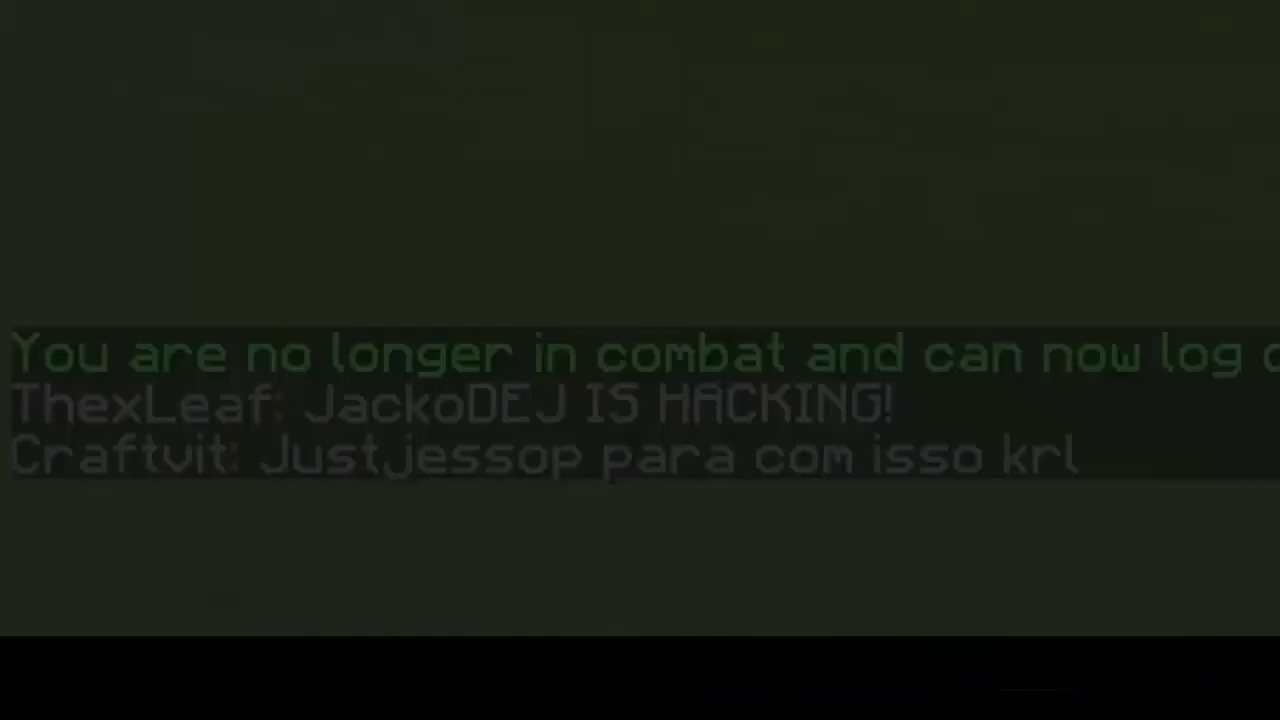 You are no longer in combat and can now log
ThexLeaf: JackoDEJ IS HACKING!
Craftvit: Justjessop para com isso krl